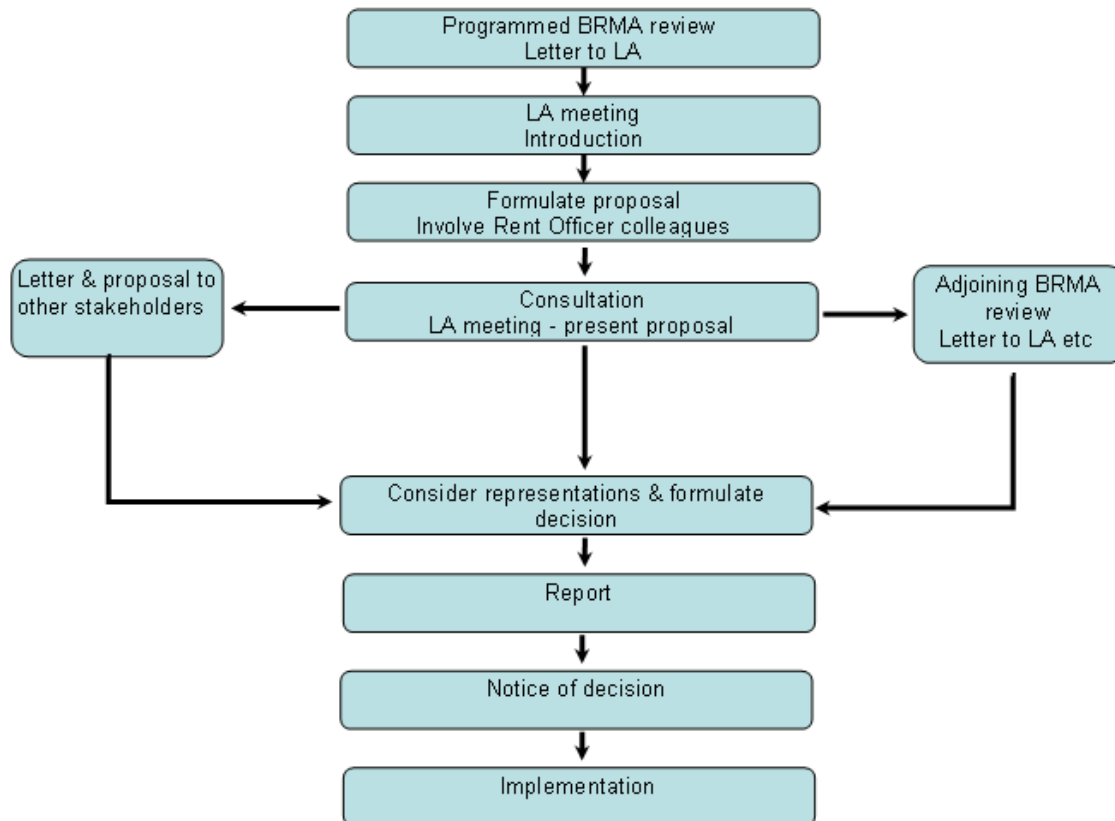 Programmed BRMA review
Letter to LA
LA meeting
Introduction
Formulate proposal
Involve Rent Officer colleagues
Letter & proposal to
other stakeholders
Consultation
LA meeting - present proposal
Adjoining BRMA
review
Letter to LA etc
Consider representations & formulate
decision
Report
Notice of decision
Implementation